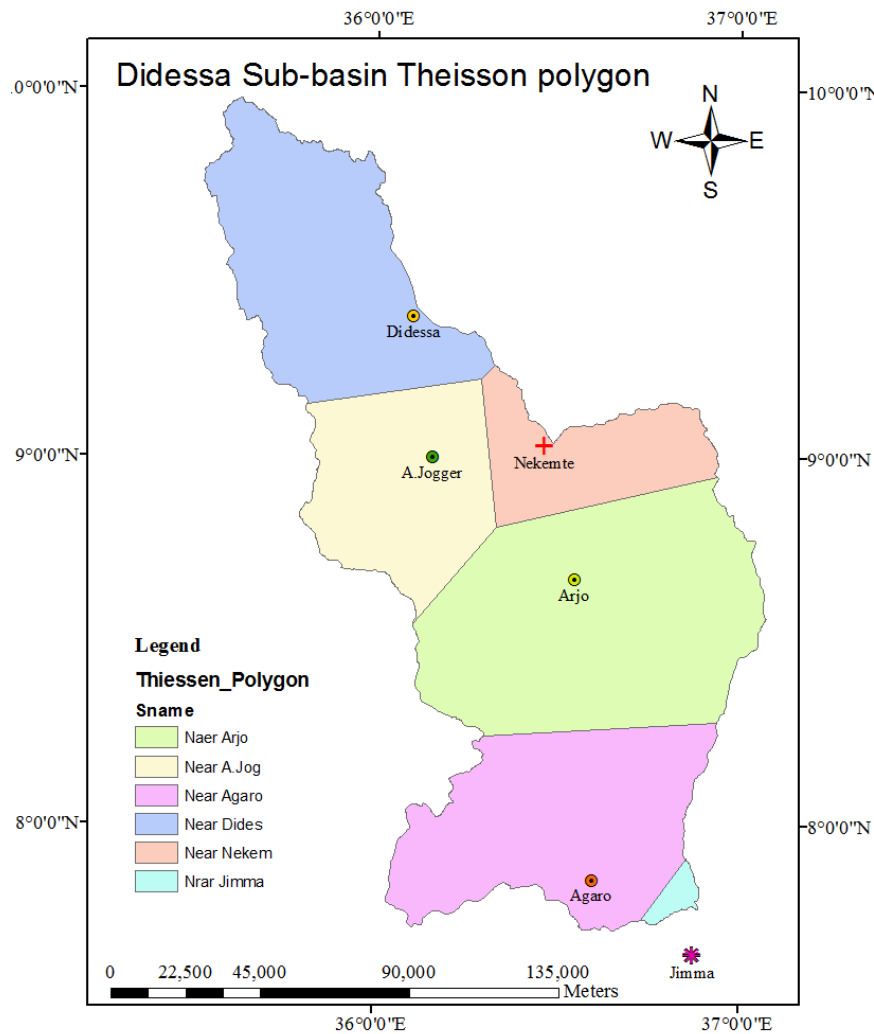 36°0'0"E 37°0'0"E
Didessa Sub-basin Theisson polygon
.0°0'0"N 10°0'0"N
N
W E
S
Didessa
9°0'0"N 9°0'0"N
A.Jogger
Nekemte
Arjo
Legend
Thiessen_Polygon
Sname
Naer Arjo
Near A.Jog
Near Agaro
Near Dides
Near Nekem
Nrar Jimma
8°0'0"N 8°0'0"N
Agaro
Jimma
0 22,500 45,000 90,000 135,000
Meters
36°0'0"E 37°0'0"E